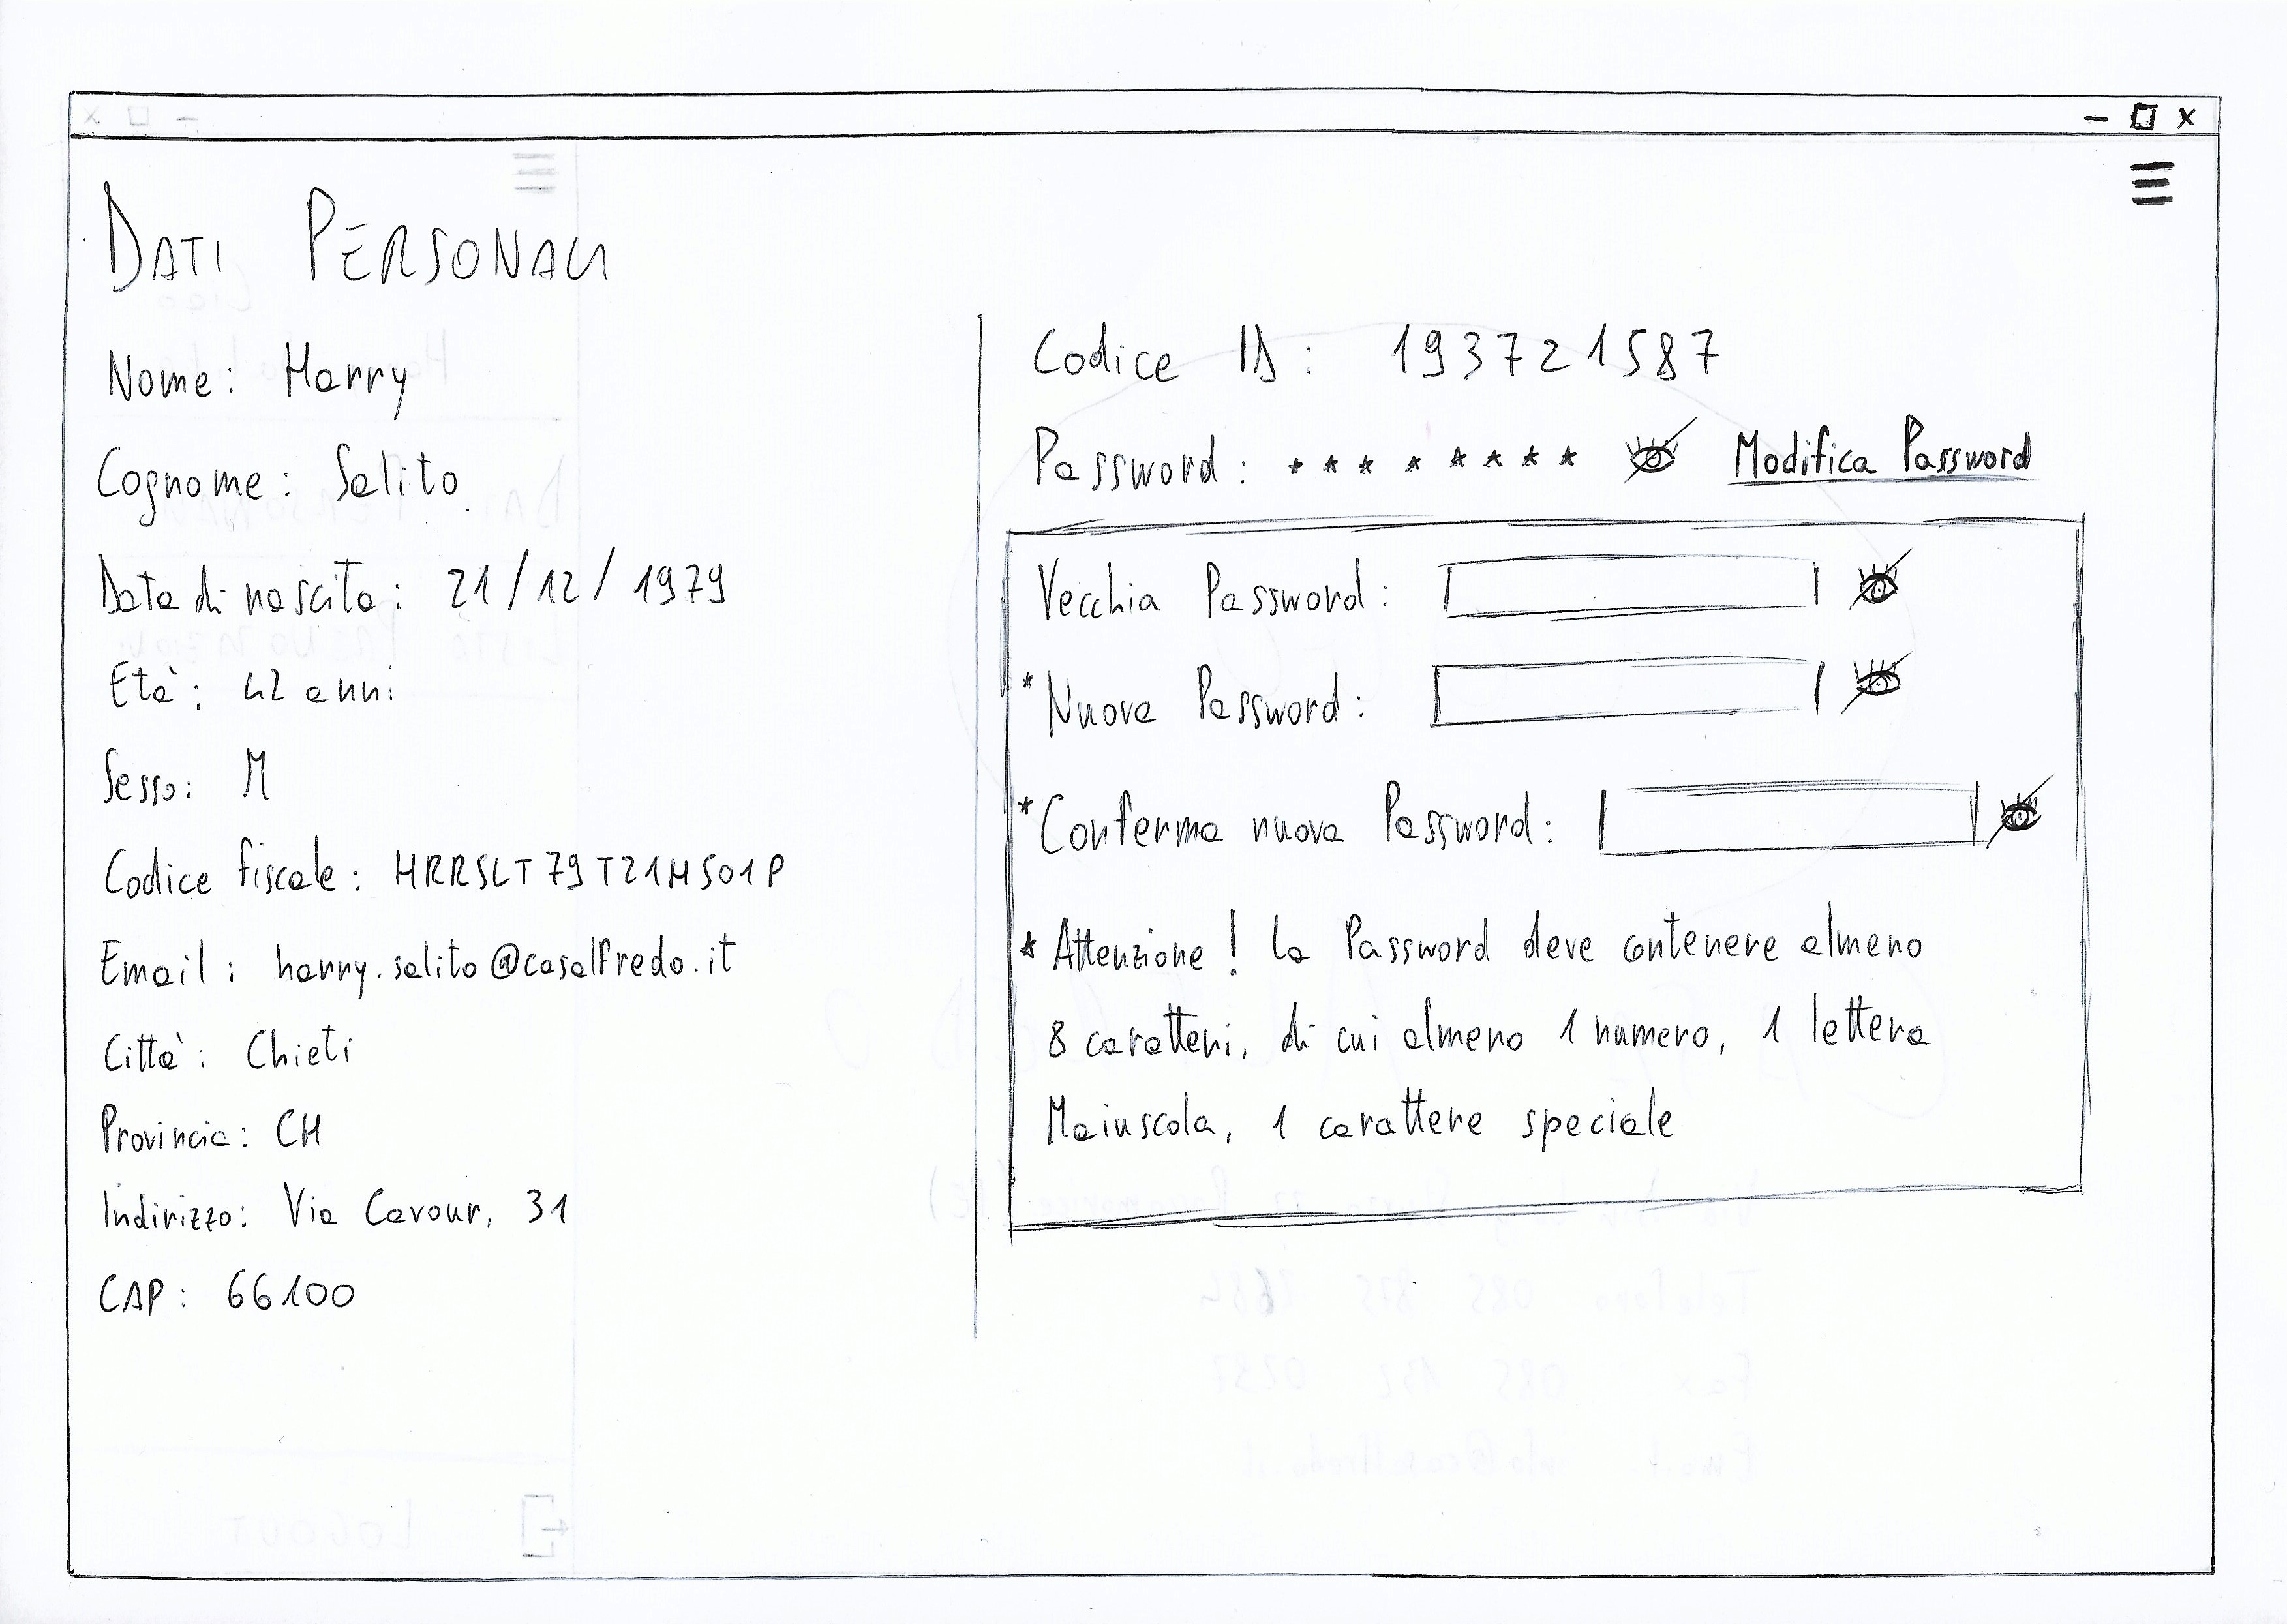 DATI PERSONALI
Nome: Harry
Cognome: Salito
Data di nascita: 21/12/1979
Età: 42 anni
Sesso: M
Codice fiscale: HRRSLT79T21H501P
Email: harry.salito@casalfredo.it
Città: Chieti
Provincia: CH
Indirizzo: Via Cavour, 31
CAP: 66100
Codice ID: 193721587
Password: ******** Modifica Password
Vecchia Password:
*Nuova Password:
*Conferma nuova Password:
*Attenzione! La Password deve contenere almeno
8 caratteri, di cui almeno 1 numero, 1 lettera
Maiuscola, 1 carattere speciale